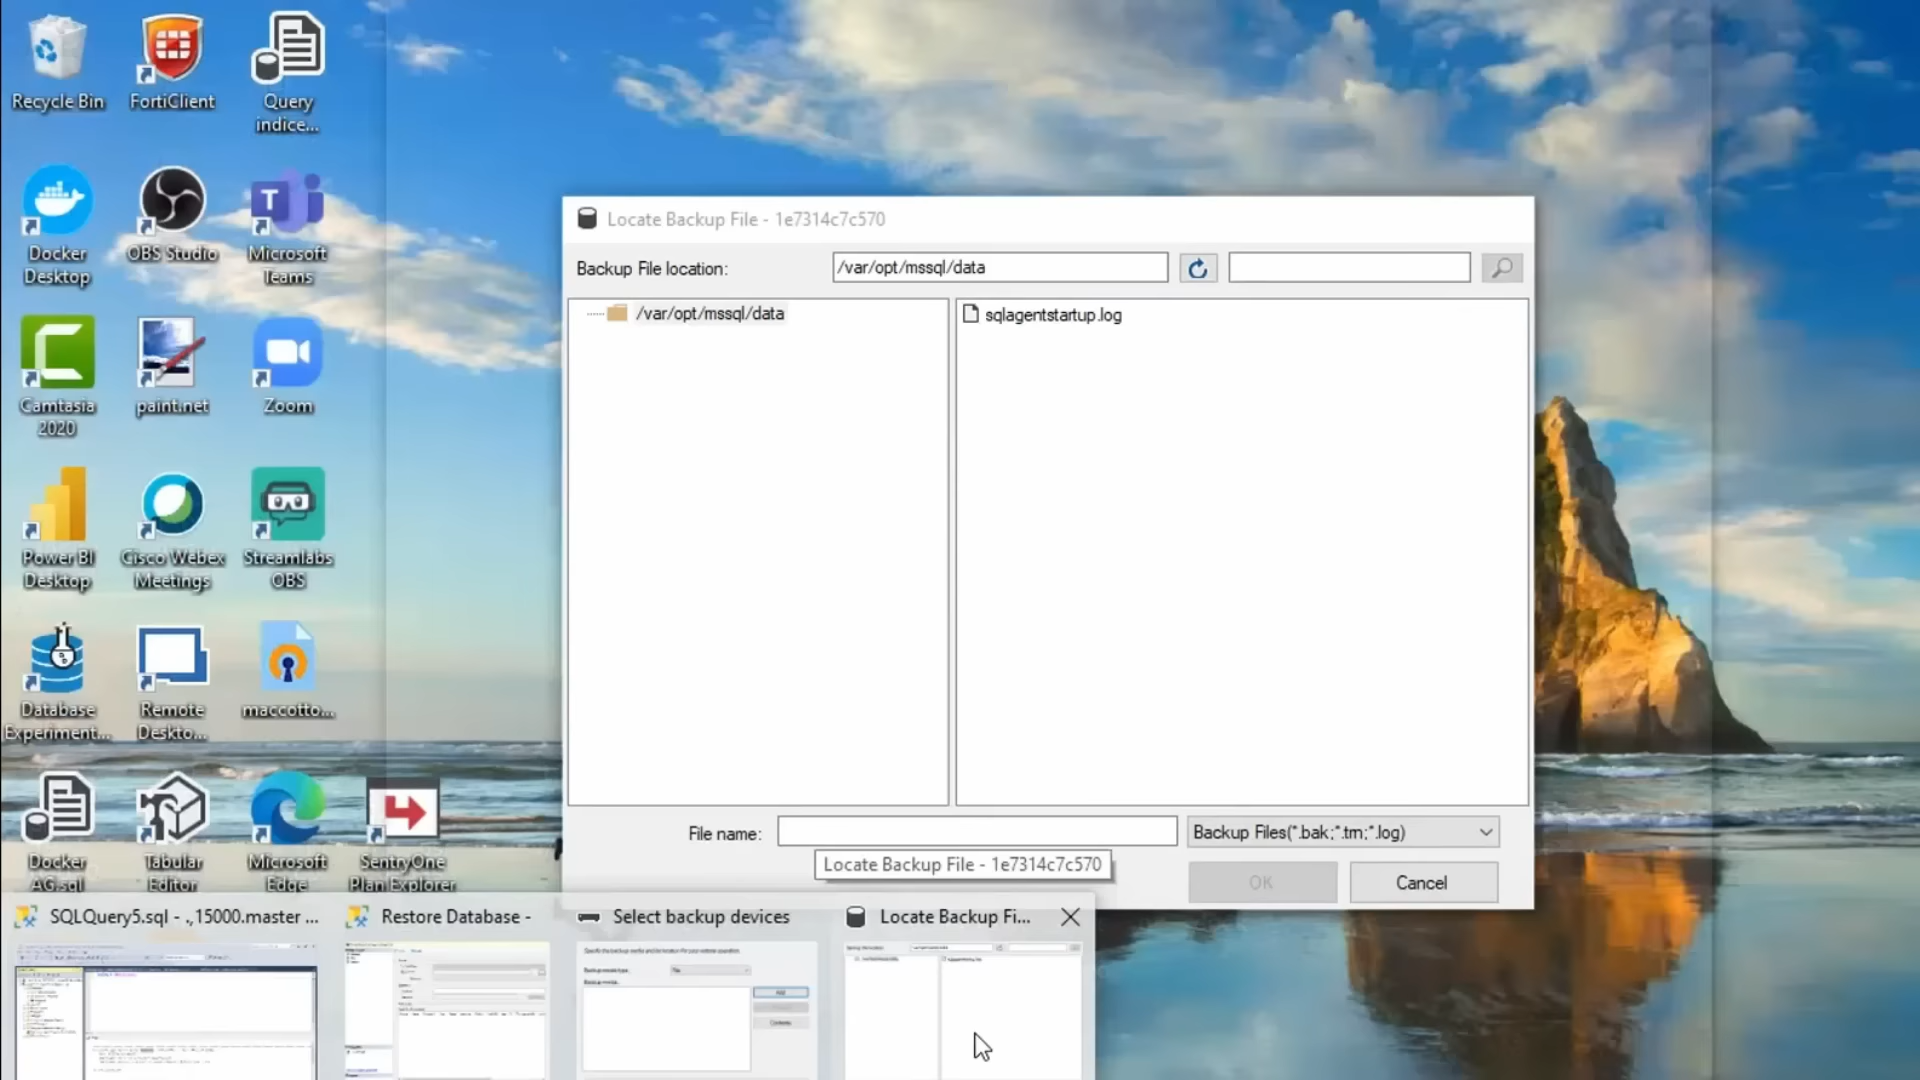 Recycle Bin
FortiClient
Query
indice...
Docker
Desktop
OBS Studio
Microsoft
Teams
Camtasia
2020
paint.net
Zoom
Power BI
Desktop
Cisco Webex
Meetings
Streamlabs
OBS
Database
Experiment...
Remote
Deskto...
maccotto...
Docker
AG.sql
Tabular
Editor
Microsoft
Edge
SentryOne
Plan Explorer
Locate Backup File - 1e7314c7c570
Backup File location:
/var/opt/mssql/data
/var/opt/mssql/data
sqlagentstartup.log
File name:
Backup Files(*.bak;*.trn;*.log)
Locate Backup File - 1e7314c7c570
OK
Cancel
SQLQuery5.sql - .,15000.master ...
Restore Database -
Select backup devices
Locate Backup Fi...